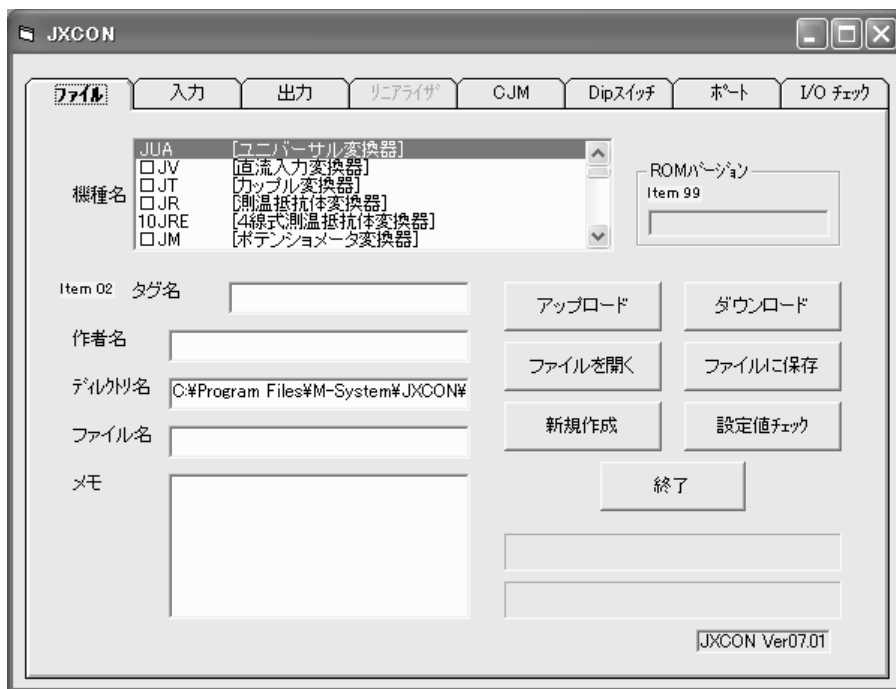 JXCON
ファイル 入力 出力 リニアライザ CJM Dipスイッチ ポート I/O チェック
機種名
JUA [ユニバーサル変換器]
□JV [直流入力変換器]
□JT [カップル変換器]
□JR [測温抵抗体変換器]
10JRE [4線式測温抵抗体変換器]
□JM [ポテンショメータ変換器]
ROMバージョン
Item 99
Item 02 タグ名
作者名
ディレクトリ名 C:¥Program Files¥M-System¥JXCON¥
ファイル名
メモ
アップロード ダウンロード
ファイルを開く ファイルに保存
新規作成 設定値チェック
終了
JXCON Ver07.01